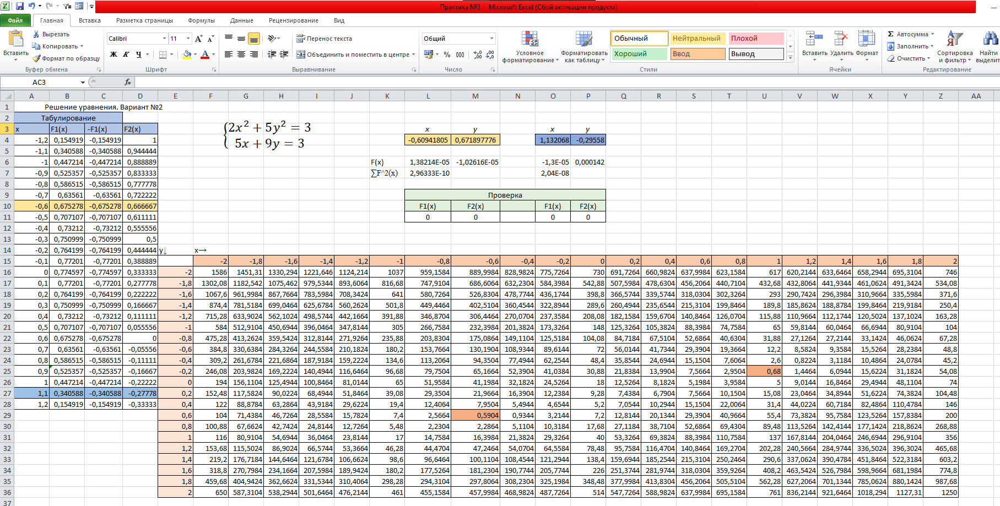 Практика №3 - Microsoft Excel (Сбой активации продукта)
Файл Главная Вставка Разметка страницы Формулы Данные Рецензирование Вид
Вставить Вырезать Копировать Формат по образцу
Calibri 11 Ж К Ч
Перенос текста Объединить и поместить в центре
Общий % 000
Условное форматирование Форматировать как таблицу
Обычный Нейтральный Плохой
Хороший Ввод Вывод
Вставить Удалить Формат
Σ Автосумма Заполнить Очистить
Сортировка и фильтр Найти выделит
Буфер обмена Шрифт Выравнивание Число Стили Ячейки Редактирование
AC3 fx
A B C D E F G H I J K L M N O P Q R S T U V W X Y Z AA
1 Решение уравнения. Вариант №2
2 Табулирование
3 x F1(x) -F1(x) F2(x) x y x y
{2x² + 5y² = 3
5x + 9y = 3
4 -1,2 0,154919 -0,154919 1 -0,60941805 0,671897776 1,132068 -0,29558
5 -1,1 0,340588 -0,340588 0,944444
6 -1 0,447214 -0,447214 0,888889 F(x) 1,38214E-05 -1,02616E-05 -1,3E-05 0,000142
7 -0,9 0,525357 -0,525357 0,833333 ∑F^2(x) 2,96333E-10 2,04E-08
8 -0,8 0,586515 -0,586515 0,777778
9 -0,7 0,63561 -0,63561 0,722222 Проверка
10 -0,6 0,675278 -0,675278 0,666667 F1(x) F2(x) F1(x) F2(x)
11 -0,5 0,707107 -0,707107 0,611111 0 0 0 0
12 -0,4 0,73212 -0,73212 0,555556
13 -0,3 0,750999 -0,750999 0,5
14 -0,2 0,764199 -0,764199 0,444444 y↓ x→
15 -0,1 0,77201 -0,77201 0,388889 -2 -1,8 -1,6 -1,4 -1,2 -1 -0,8 -0,6 -0,4 -0,2 0 0,2 0,4 0,6 0,8 1 1,2 1,4 1,6 1,8 2
16 0 0,774597 -0,774597 0,333333 -2 1586 1451,31 1330,294 1221,646 1124,214 1037 959,1584 889,9984 828,9824 775,7264 730 691,7264 660,9824 637,9984 623,1584 617 620,2144 633,6464 658,2944 695,3104 746
17 0,1 0,77201 -0,77201 0,277778 -1,8 1302,08 1182,542 1075,462 979,5344 893,6064 816,68 747,9104 686,6064 632,2304 584,3984 542,88 507,5984 478,6304 456,2064 440,7104 432,68 432,8064 441,9344 461,0624 491,3424 534,08
18 0,2 0,764199 -0,764199 0,222222 -1,6 1067,6 961,9984 867,7664 783,5984 708,3424 641 580,7264 526,8304 478,7744 436,1744 398,8 366,5744 339,5744 318,0304 302,3264 293 290,7424 296,3984 310,9664 335,5984 371,6
19 0,3 0,750999 -0,750999 0,166667 -1,4 874,4 781,5184 699,0464 625,6784 560,2624 501,8 449,4464 402,5104 360,4544 322,8944 289,6 260,4944 235,6544 215,3104 199,8464 189,8 185,8624 188,8784 199,8464 219,9184 250,4
20 0,4 0,73212 -0,73212 0,111111 -1,2 715,28 633,9024 562,1024 498,5744 442,1664 391,88 346,8704 306,4464 270,0704 237,3584 208,08 182,1584 159,6704 140,8464 126,0704 115,88 110,9664 112,1744 120,5024 137,1024 163,28
21 0,5 0,707107 -0,707107 0,055556 -1 584 512,9104 450,6944 396,0464 347,8144 305 266,7584 232,3984 201,3824 173,3264 148 125,3264 105,3824 88,3984 74,7584 65 59,8144 60,0464 66,6944 80,9104 104
22 0,6 0,675278 -0,675278 0 -0,8 475,28 413,2624 359,5424 312,8144 271,9264 235,88 203,8304 175,0864 149,1104 125,5184 104,08 84,7184 67,5104 52,6864 40,6304 31,88 27,1264 27,2144 33,1424 46,0624 67,28
23 0,7 0,63561 -0,63561 -0,05556 -0,6 384,8 330,6384 284,3264 244,5584 210,1824 180,2 153,7664 130,1904 108,9344 89,6144 72 56,0144 41,7344 29,3904 19,3664 12,2 8,5824 9,3584 15,5264 28,2384 48,8
24 0,8 0,586515 -0,586515 -0,11111 -0,4 309,2 261,6784 221,6864 187,9184 159,2224 134,6 113,2064 94,3504 77,4944 62,2544 48,4 35,8544 24,6944 15,1504 7,6064 2,6 0,8224 3,1184 10,4864 24,0784 45,2
25 0,9 0,525357 -0,525357 -0,16667 -0,2 246,08 203,9824 169,2224 140,4944 116,6464 96,68 79,7504 65,1664 52,3904 41,0384 30,88 21,8384 13,9904 7,5664 2,9504 0,68 1,4464 6,0944 15,6224 31,1824 54,08
26 1 0,447214 -0,447214 -0,22222 0 194 156,1104 125,4944 100,8464 81,0144 65 51,9584 41,1984 32,1824 24,5264 18 12,5264 8,1824 5,1984 3,9584 5 9,0144 16,8464 29,4944 48,1104 74
27 1,1 0,340588 -0,340588 -0,27778 0,2 152,48 117,5824 90,0224 68,4944 51,8464 39,08 29,3504 21,9664 16,3904 12,2384 9,28 7,4384 6,7904 7,5664 10,1504 15,08 23,0464 34,8944 51,6224 74,3824 104,48
28 1,2 0,154919 -0,154919 -0,33333 0,4 122 88,8784 63,2864 43,9184 29,6224 19,4 12,4064 7,9504 5,4944 4,6544 5,2 7,0544 10,2944 15,1504 22,0064 31,4 44,0224 60,7184 82,4864 110,4784 146
29 0,6 104 71,4384 46,7264 28,5584 15,7824 7,4 2,5664 0,5904 0,9344 3,2144 7,2 12,8144 20,1344 29,3904 40,9664 55,4 73,3824 95,7584 123,5264 157,8384 200
30 0,8 100,88 67,6624 42,7424 24,8144 12,7264 5,48 2,2304 2,2864 5,1104 10,3184 17,68 27,1184 38,7104 52,6864 69,4304 89,48 113,5264 142,4144 177,1424 218,8624 268,88
31 1 116 80,9104 54,6944 36,0464 23,8144 17 14,7584 16,3984 21,3824 29,3264 40 53,3264 69,3824 88,3984 110,7584 137 167,8144 204,0464 246,6944 296,9104 356
32 1,2 153,68 115,5024 86,9024 66,5744 53,3664 46,28 44,4704 47,2464 54,0704 64,5584 78,48 95,7584 116,4704 140,8464 169,2704 202,28 240,5664 284,9744 336,5024 396,3024 465,68
33 1,4 219,2 176,7184 144,6464 121,6784 106,6624 98,6 96,6464 100,1104 108,4544 121,2944 138,4 159,6944 185,2544 215,3104 250,2464 290,6 337,0624 390,4784 451,8464 522,3184 603,2
34 1,6 318,8 270,7984 234,1664 207,5984 189,9424 180,2 177,5264 181,2304 190,7744 205,7744 226 251,3744 281,9744 318,0304 359,9264 408,2 463,5424 526,7984 598,9664 681,1984 774,8
35 1,8 459,68 404,9424 362,6624 331,5344 310,4064 298,28 294,3104 297,8064 308,2304 325,1984 348,48 377,9984 413,8304 456,2064 505,5104 562,28 627,2064 701,1344 785,0624 880,1424 987,68
36 2 650 587,3104 538,2944 501,6464 476,2144 461 455,1584 457,9984 468,9824 487,7264 514 547,7264 588,9824 637,9984 695,1584 761 836,2144 921,6464 1018,294 1127,31 1250
37